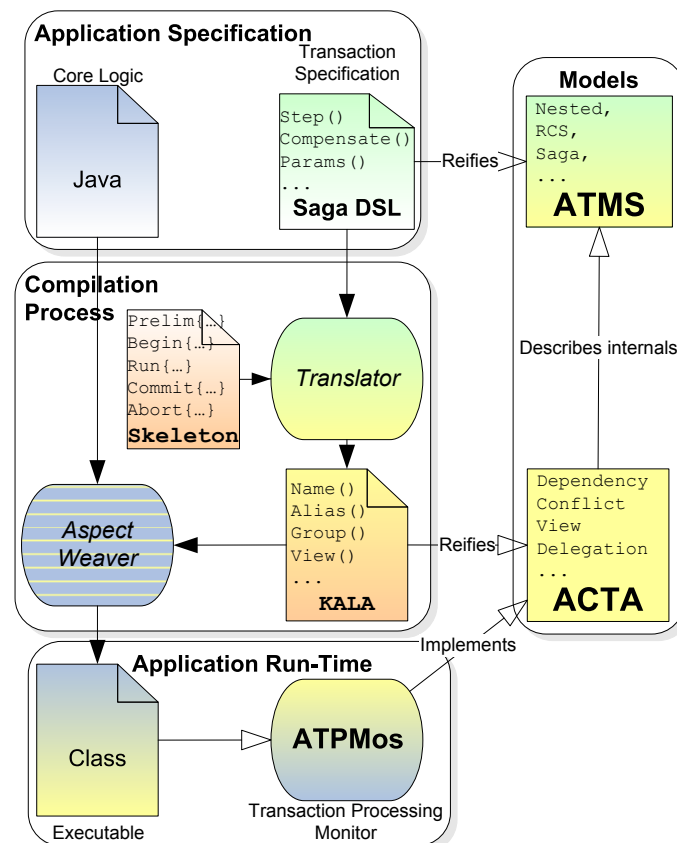 Application Specification
Core Logic
Transaction
Specification
Java
Step()
Compensate()
Params()
...
Saga DSL
Reifies
Models
Nested,
RCS,
Saga,
...
ATMS
Compilation
Process
Prelim{…}
Begin{…}
Run{…}
Commit{…}
Abort{…}
Skeleton
Translator
Describes internals
Aspect
Weaver
Name()
Alias()
Group()
View()
...
KALA
Reifies
Dependency
Conflict
View
Delegation
...
ACTA
Implements
Application Run-Time
Class
Executable
ATPMos
Transaction Processing
Monitor